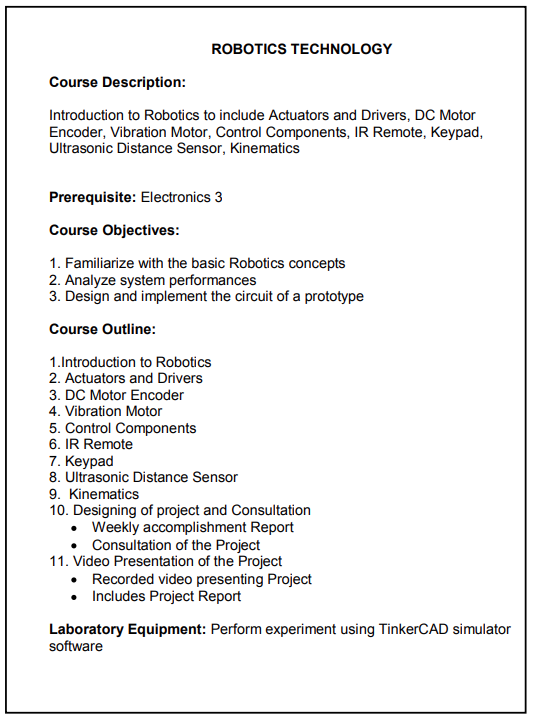 ROBOTICS TECHNOLOGY
Course Description:
Introduction to Robotics to include Actuators and Drivers, DC Motor
Encoder, Vibration Motor, Control Components, IR Remote, Keypad,
Ultrasonic Distance Sensor, Kinematics
Prerequisite: Electronics 3
Course Objectives:
1. Familiarize with the basic Robotics concepts
2. Analyze system performances
3. Design and implement the circuit of a prototype
Course Outline:
1.Introduction to Robotics
2. Actuators and Drivers
3. DC Motor Encoder
4. Vibration Motor
5. Control Components
6. IR Remote
7. Keypad
8. Ultrasonic Distance Sensor
9. Kinematics
10. Designing of project and Consultation
• Weekly accomplishment Report
• Consultation of the Project
11. Video Presentation of the Project
• Recorded video presenting Project
• Includes Project Report
Laboratory Equipment: Perform experiment using TinkerCAD simulator
software